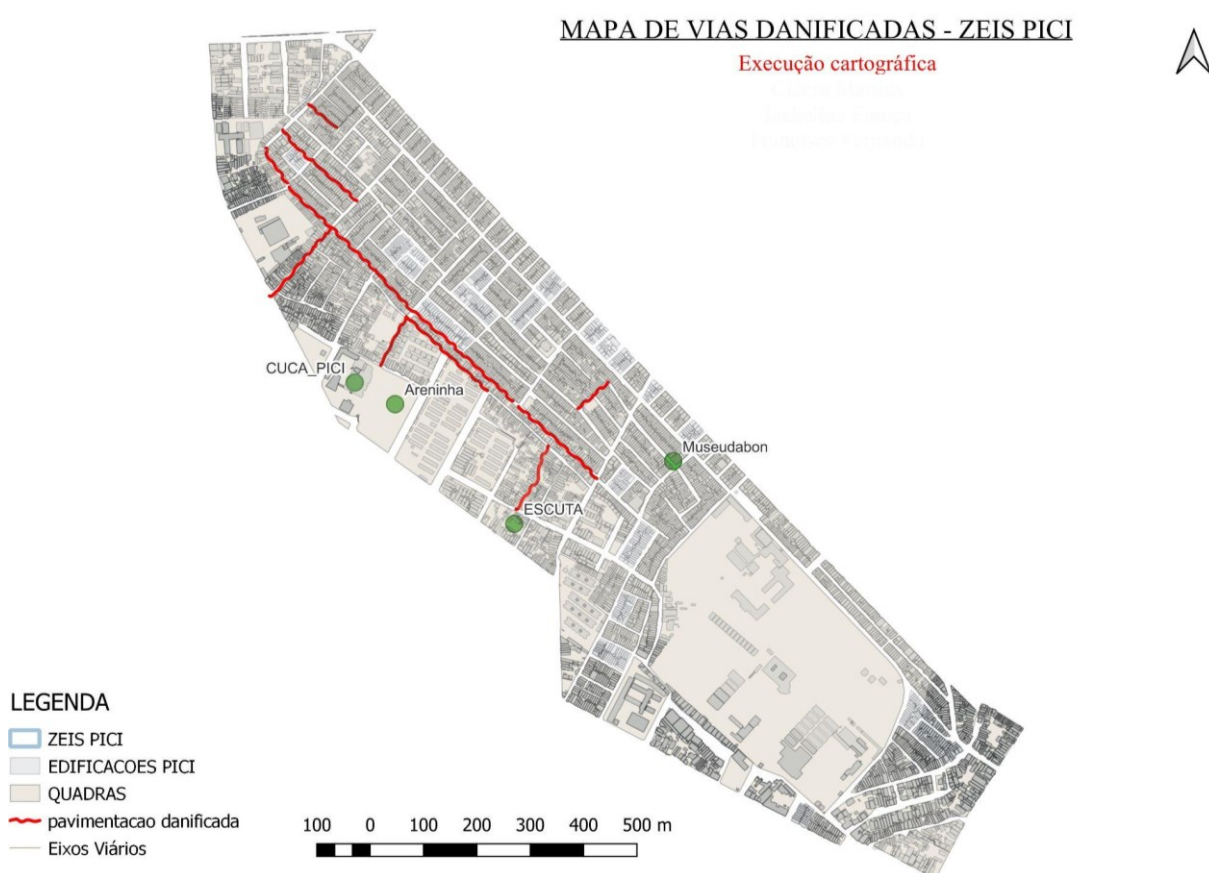 MAPA DE VIAS DANIFICADAS - ZEIS PICI
Execução cartográfica
CUCA_PICI
Areninha
Museudabon
ESCUTA
LEGENDA
ZEIS PICI
EDIFICACOES PICI
QUADRAS
pavimentacao danificada
Eixos Viários
100 0 100 200 300 400 500 m